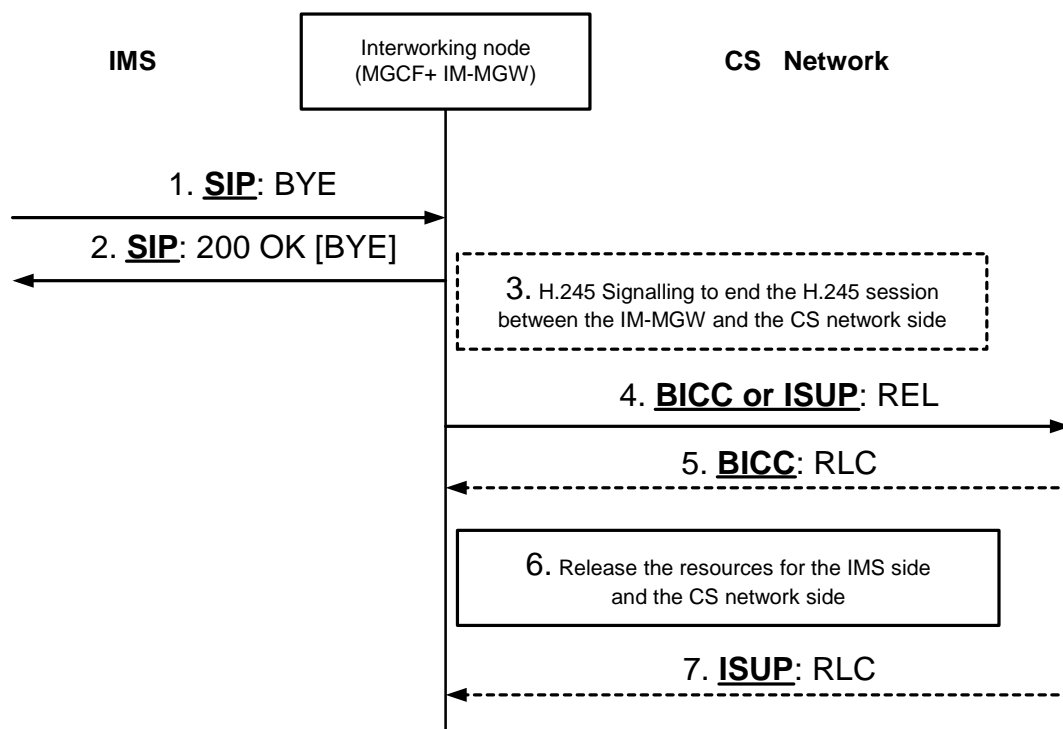 IMS
Interworking node
(MGCF+ IM-MGW)
CS Network
1. SIP: BYE
2. SIP: 200 OK [BYE]
3. H.245 Signalling to end the H.245 session
between the IM-MGW and the CS network side
4. BICC or ISUP: REL
5. BICC: RLC
6. Release the resources for the IMS side
and the CS network side
7. ISUP: RLC